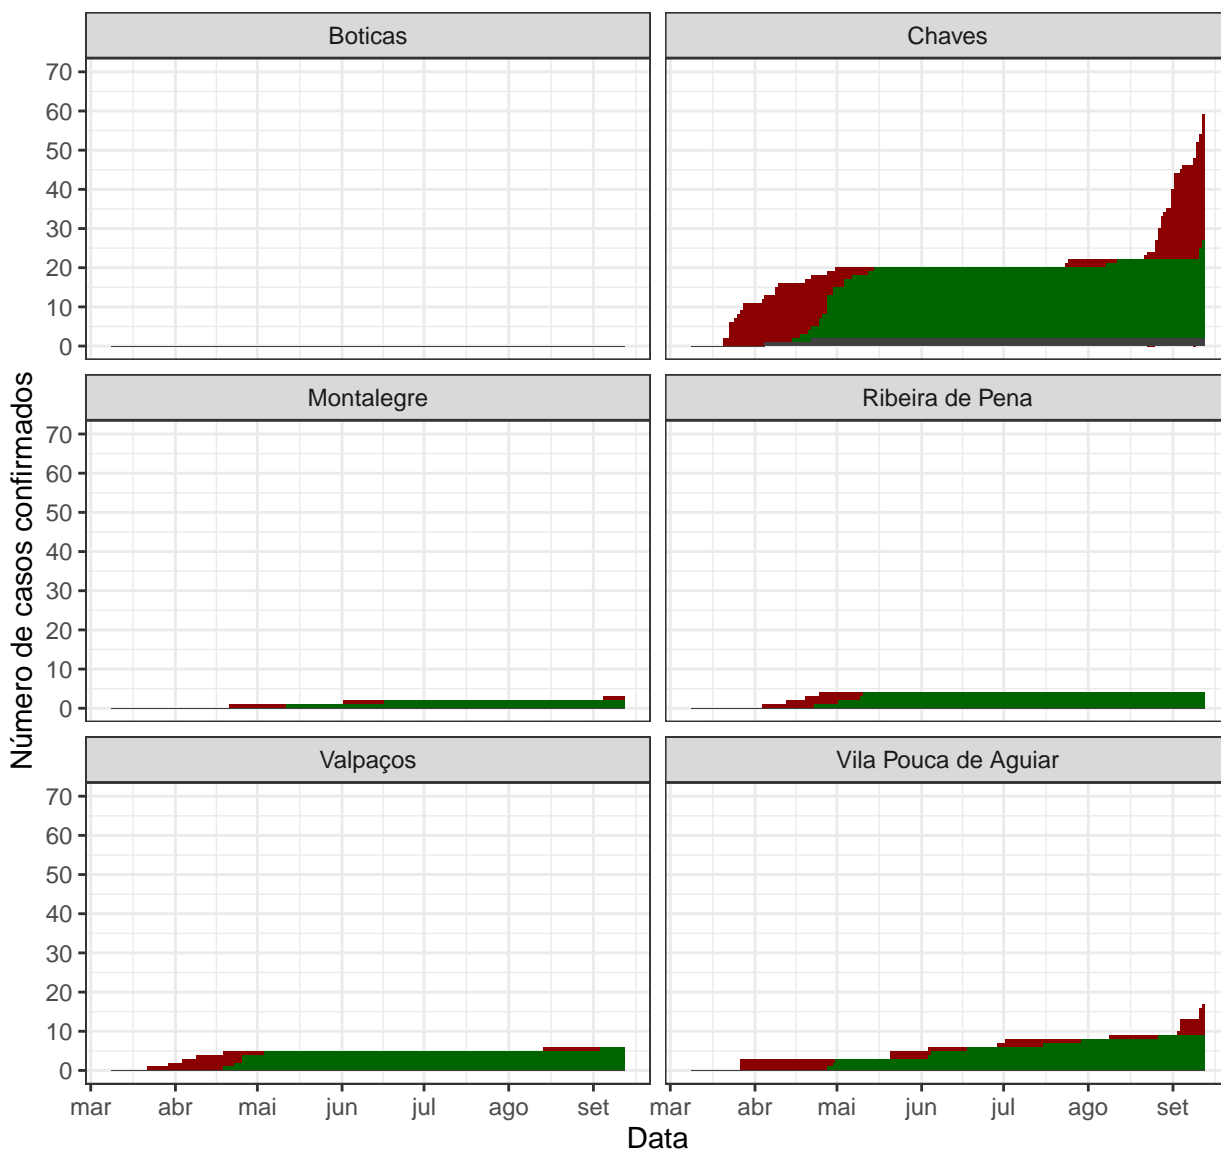 Boticas
Chaves
70
60
50
40
30
20
10
0
Montalegre
Ribeira de Pena
70
60
50
40
30
20
10
0
Valpaços
Vila Pouca de Aguiar
70
60
50
40
30
20
10
0
mar abr mai jun jul ago set
mar abr mai jun jul ago set
Data
Número de casos confirmados